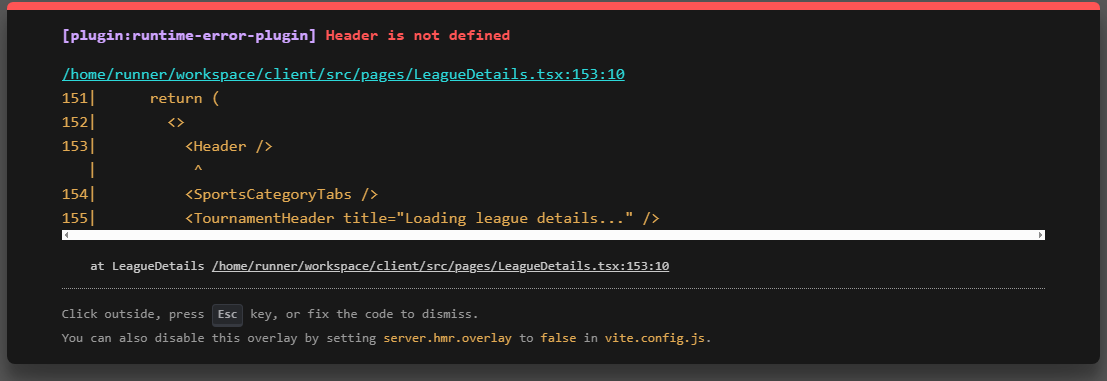 [plugin:runtime-error-plugin] Header is not defined
/home/runner/workspace/client/src/pages/LeagueDetails.tsx:153:10
151|      return (
152|        <>
153|          <Header />
   |           ^
154|          <SportsCategoryTabs />
155|          <TournamentHeader title="Loading league details..." />
at LeagueDetails /home/runner/workspace/client/src/pages/LeagueDetails.tsx:153:10
Click outside, press Esc key, or fix the code to dismiss.
You can also disable this overlay by setting server.hmr.overlay to false in vite.config.js.